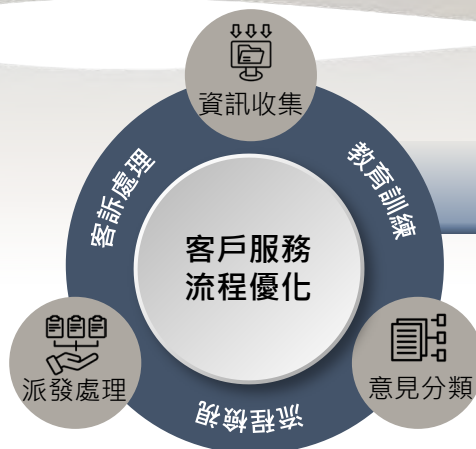 資訊收集
客訴處理
教育訓練
客戶服務
流程優化
派發處理
意見分類
流程檢視